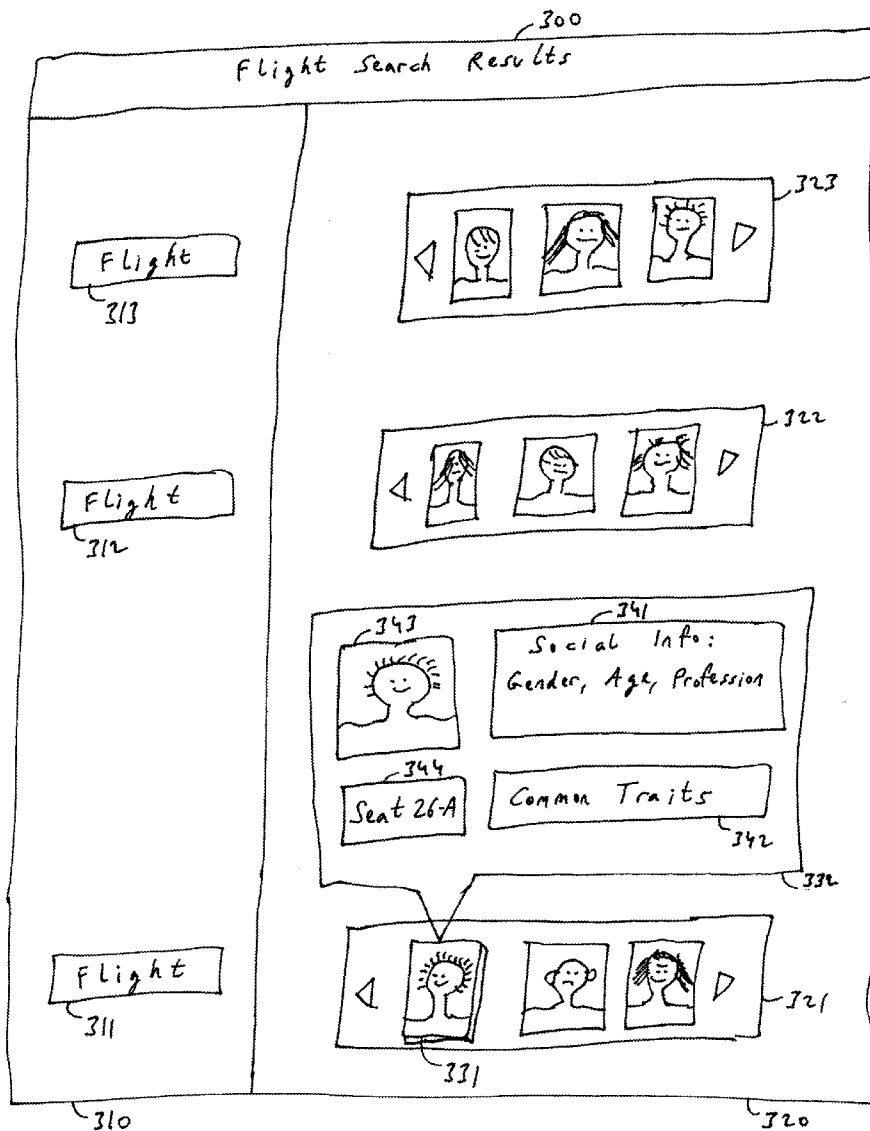 300
Flight Search Results
323
Flight
313
322
Flight
312
343
341
Social Info:
Gender, Age, Profession
344
Seat 26-A
Common Traits
342
332
Flight
311
321
331
310
320